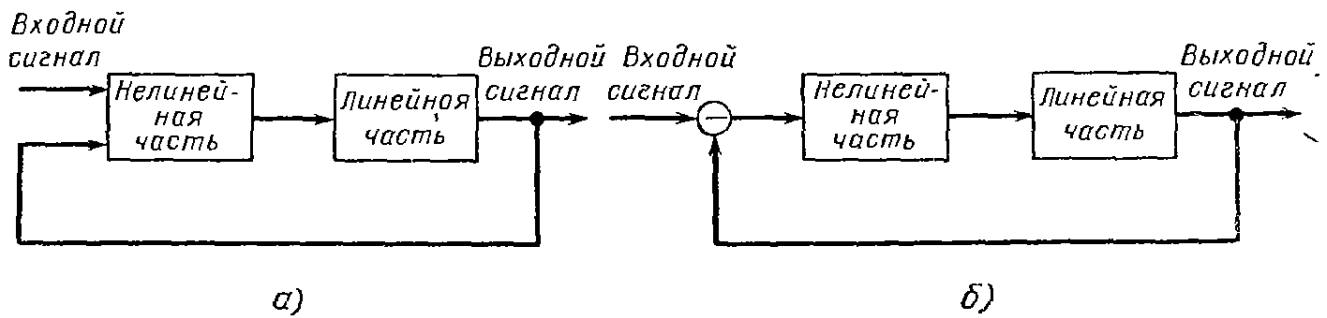 Входной
сигнал
Нелиней-
ная
часть
Линейная
часть
Выходной
сигнал
а)
Входной
сигнал
−
Нелиней-
ная
часть
Линейная
часть
Выходной
сигнал
б)